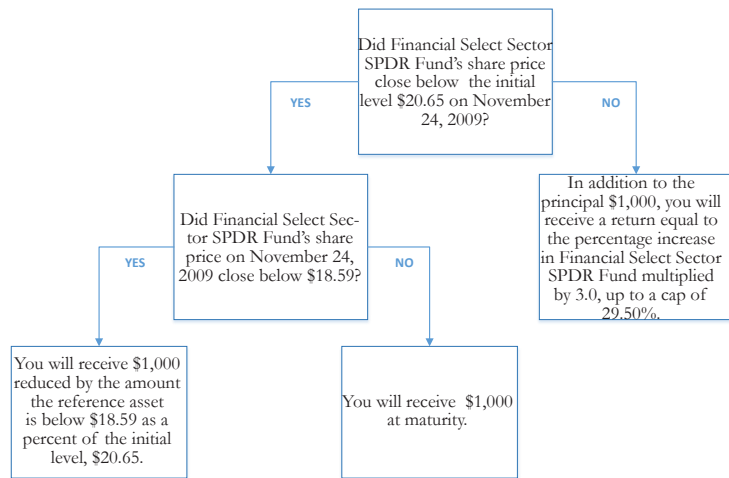 Did Financial Select Sector
SPDR Fund's share price
close below the initial
level $20.65 on November
24, 2009?
YES
NO
Did Financial Select Sec-
tor SPDR Fund's share
price on November 24,
2009 close below $18.59?
In addition to the
principal $1,000, you will
receive a return equal to
the percentage increase
in Financial Select Sector
SPDR Fund multiplied
by 3.0, up to a cap of
29.50%.
YES
NO
You will receive $1,000
reduced by the amount
the reference asset
is below $18.59 as a
percent of the initial
level, $20.65.
You will receive $1,000
at maturity.